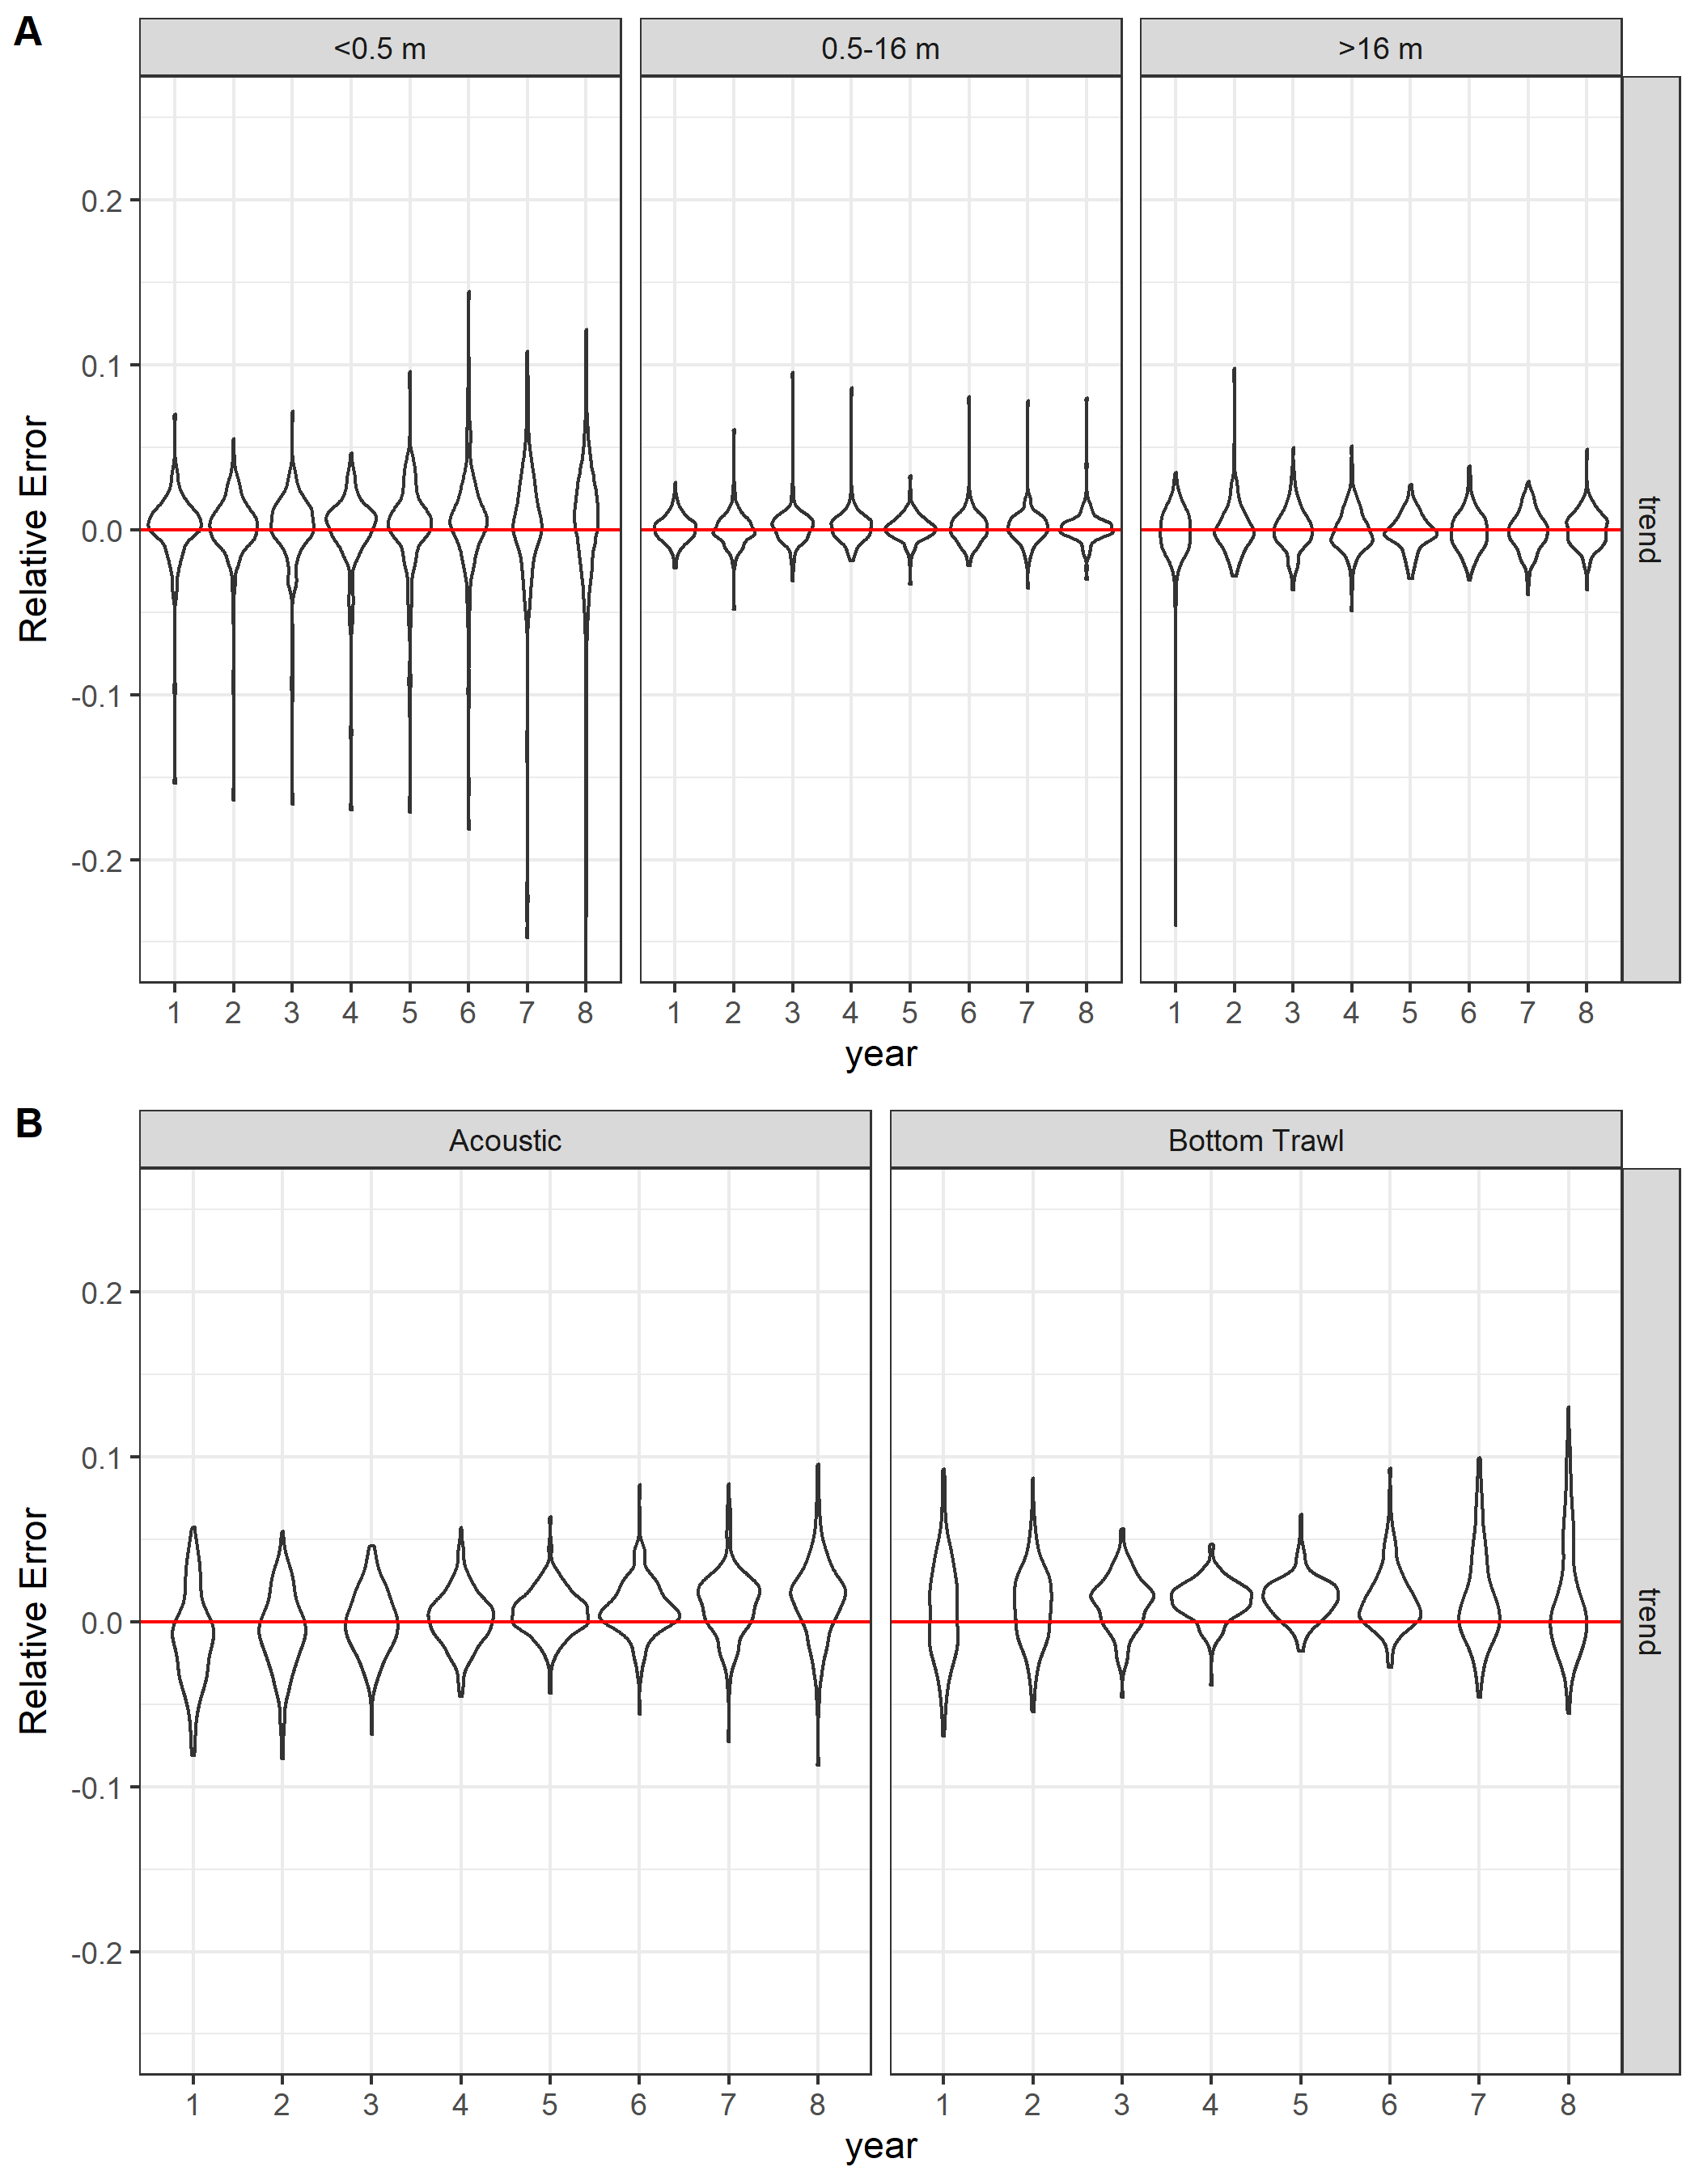 A
<0.5 m 0.5-16 m >16 m
0.2
0.1
0.0
-0.1
-0.2
Relative Error
trend
1 2 3 4 5 6 7 8 1 2 3 4 5 6 7 8 1 2 3 4 5 6 7 8
year
B
Acoustic Bottom Trawl
0.2
0.1
0.0
-0.1
-0.2
Relative Error
trend
1 2 3 4 5 6 7 8 1 2 3 4 5 6 7 8
year